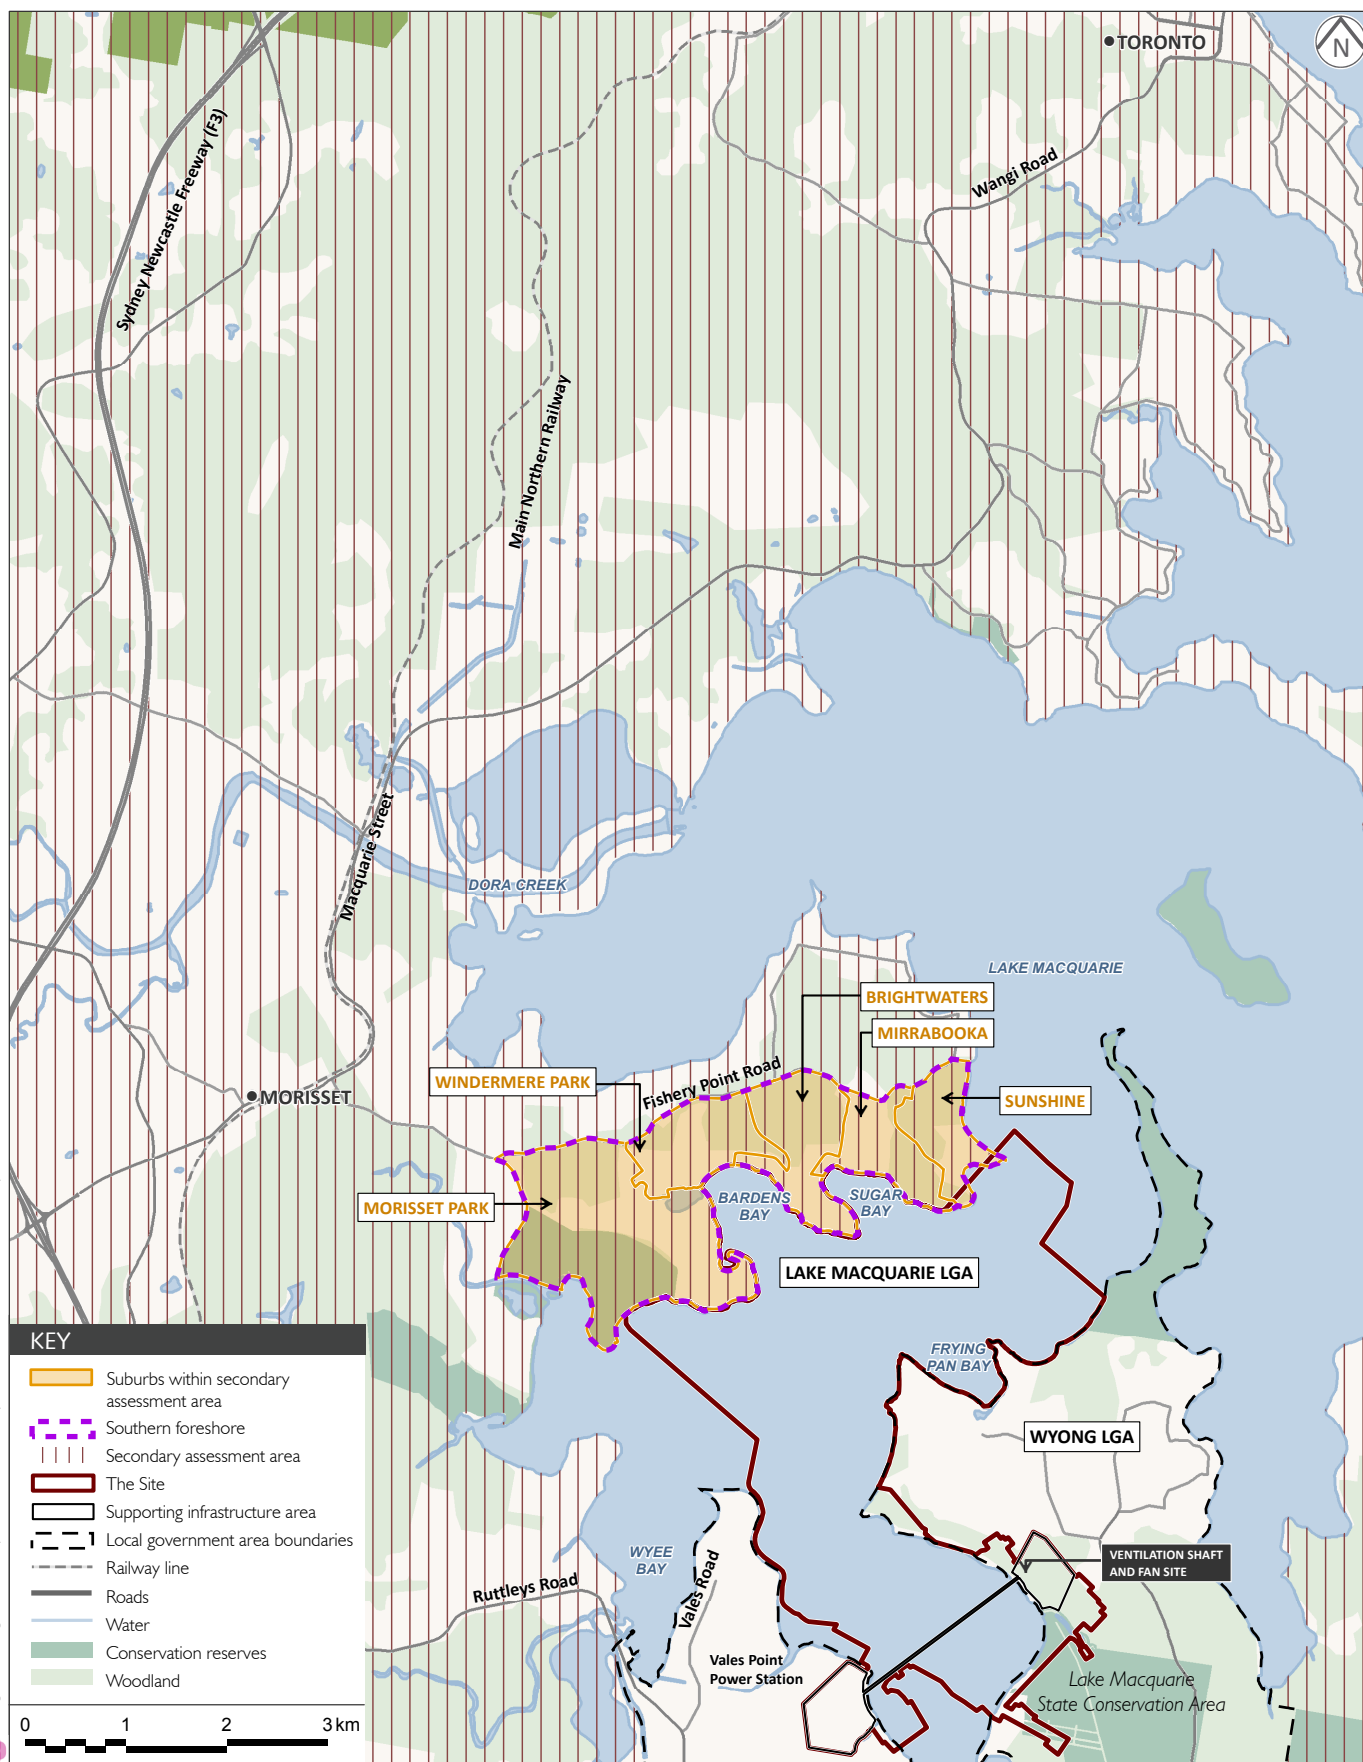 TORONTO
N
Sydney Newcastle Freeway (F3)
Wangi Road
Main Northern Railway
Macquarie Street
DORA CREEK
LAKE MACQUARIE
BRIGHTWATERS
MIRRABOOKA
WINDERMERE PARK
Fishery Point Road
SUNSHINE
MORISSET
MORISSET PARK
BARDENS
BAY
SUGAR
BAY
LAKE MACQUARIE LGA
FRYING
PAN BAY
WYONG LGA
VENTILATION SHAFT
AND FAN SITE
WYEE
BAY
Vales Road
Ruttleys Road
Vales Point
Power Station
Lake Macquarie
State Conservation Area
KEY
Suburbs within secondary
assessment area
Southern foreshore
Secondary assessment area
The Site
Supporting infrastructure area
Local government area boundaries
Railway line
Roads
Water
Conservation reserves
Woodland
0 1 2 3 km